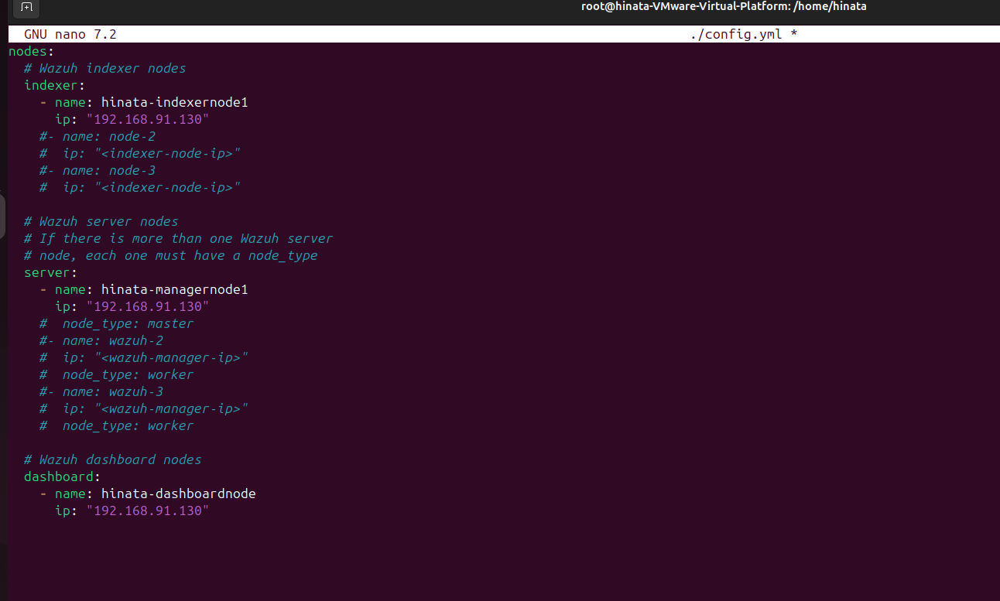 root@hinata-VMware-Virtual-Platform: /home/hinata
GNU nano 7.2 ./config.yml *
nodes:
  # Wazuh indexer nodes
  indexer:
    - name: hinata-indexernode1
      ip: "192.168.91.130"
    #- name: node-2
    #  ip: "<indexer-node-ip>"
    #- name: node-3
    #  ip: "<indexer-node-ip>"

  # Wazuh server nodes
  # If there is more than one Wazuh server
  # node, each one must have a node_type
  server:
    - name: hinata-managernode1
      ip: "192.168.91.130"
    #  node_type: master
    #- name: wazuh-2
    #  ip: "<wazuh-manager-ip>"
    #  node_type: worker
    #- name: wazuh-3
    #  ip: "<wazuh-manager-ip>"
    #  node_type: worker

  # Wazuh dashboard nodes
  dashboard:
    - name: hinata-dashboardnode
      ip: "192.168.91.130"